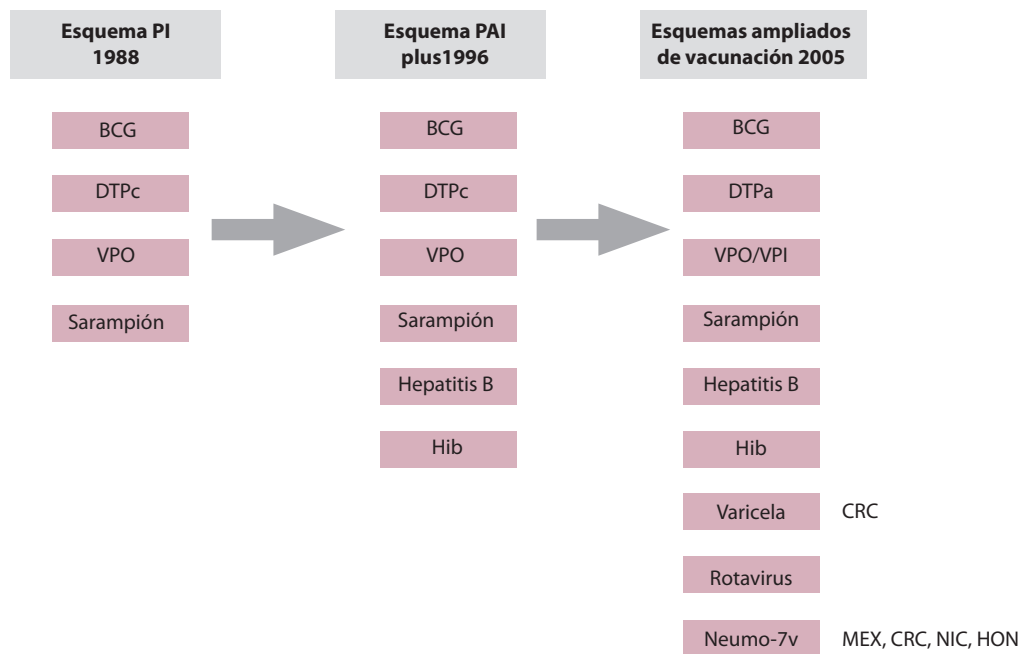 Esquema PI
1988
BCG
DTPc
VPO
Sarampión
Esquema PAI
plus1996
BCG
DTPc
VPO
Sarampión
Hepatitis B
Hib
Esquemas ampliados
de vacunación 2005
BCG
DTPa
VPO/VPI
Sarampión
Hepatitis B
Hib
Varicela CRC
Rotavirus
Neumo-7v MEX, CRC, NIC, HON